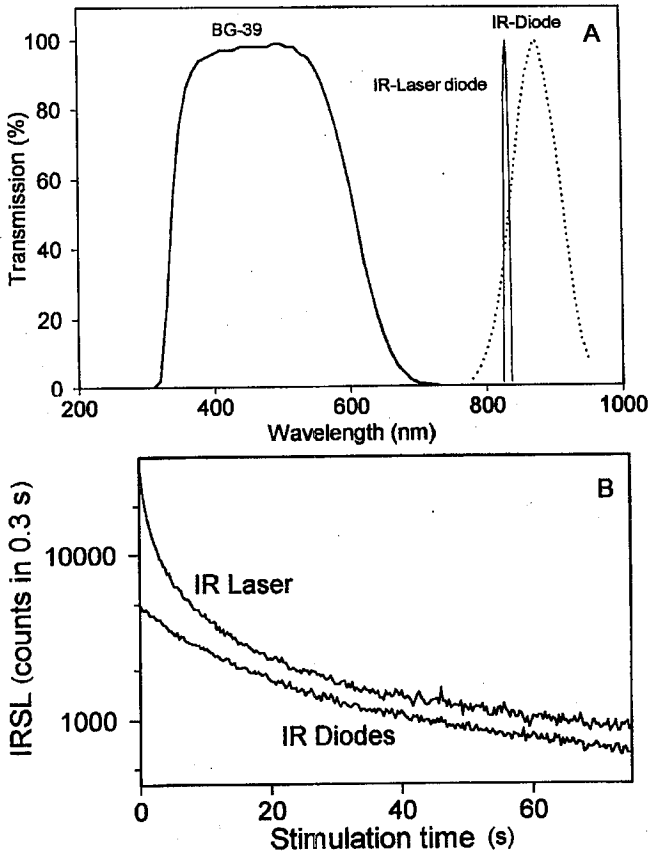 BG-39
IR-Diode
A
IR-Laser diode
Transmission (%)
100
80
60
40
20
0
200 400 600 800 1000
Wavelength (nm)
B
IRSL (counts in 0.3 s)
10000
1000
IR Laser
IR Diodes
0 20 40 60
Stimulation time (s)